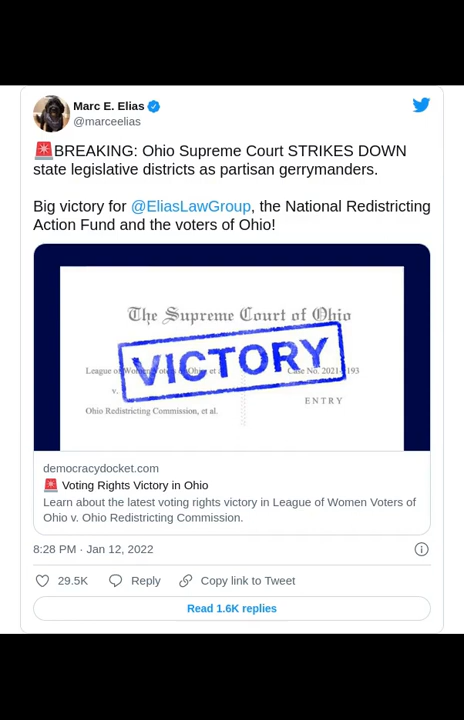 Marc E. Elias
@marceelias
🚨BREAKING: Ohio Supreme Court STRIKES DOWN
state legislative districts as partisan gerrymanders.
Big victory for @EliasLawGroup, the National Redistricting
Action Fund and the voters of Ohio!
The Supreme Court of Ohio
VICTORY
League of Women Voters of Ohio et al
Case No. 2021- 193
v.
ENTRY
Ohio Redistricting Commission, et al.
democracydocket.com
🚨 Voting Rights Victory in Ohio
Learn about the latest voting rights victory in League of Women Voters of
Ohio v. Ohio Redistricting Commission.
8:28 PM · Jan 12, 2022
29.5K Reply Copy link to Tweet
Read 1.6K replies